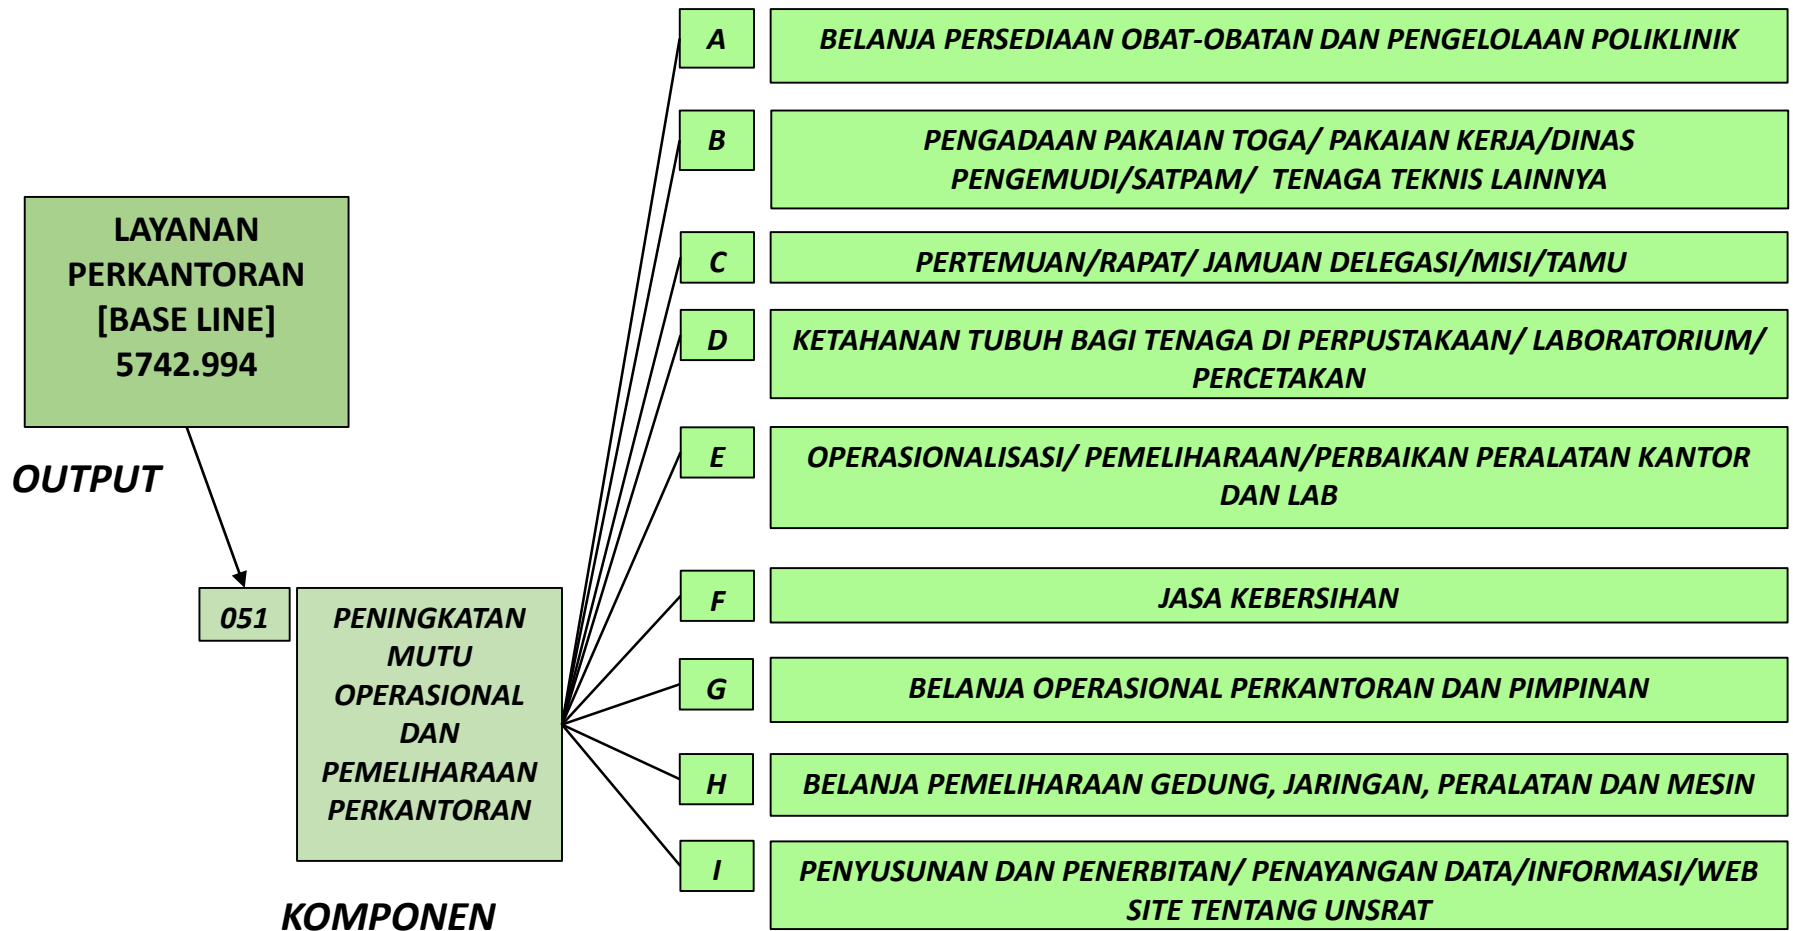 LAYANAN
PERKANTORAN
[BASE LINE]
5742.994
OUTPUT
051
PENINGKATAN
MUTU
OPERASIONAL
DAN
PEMELIHARAAN
PERKANTORAN
KOMPONEN
A
BELANJA PERSEDIAAN OBAT-OBATAN DAN PENGELOLAAN POLIKLINIK
B
PENGADAAN PAKAIAN TOGA/ PAKAIAN KERJA/DINAS
PENGEMUDI/SATPAM/ TENAGA TEKNIS LAINNYA
C
PERTEMUAN/RAPAT/ JAMUAN DELEGASI/MISI/TAMU
D
KETAHANAN TUBUH BAGI TENAGA DI PERPUSTAKAAN/ LABORATORIUM/
PERCETAKAN
E
OPERASIONALISASI/ PEMELIHARAAN/PERBAIKAN PERALATAN KANTOR
DAN LAB
F
JASA KEBERSIHAN
G
BELANJA OPERASIONAL PERKANTORAN DAN PIMPINAN
H
BELANJA PEMELIHARAAN GEDUNG, JARINGAN, PERALATAN DAN MESIN
I
PENYUSUNAN DAN PENERBITAN/ PENAYANGAN DATA/INFORMASI/WEB
SITE TENTANG UNSRAT